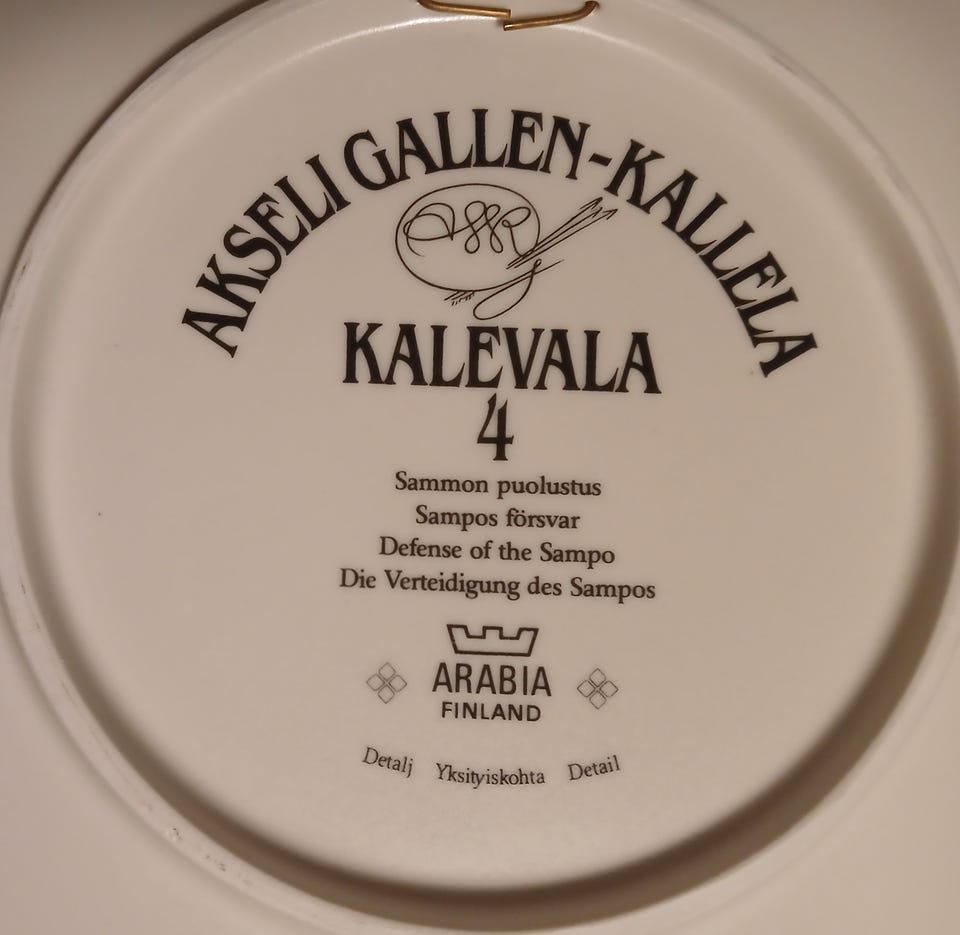 AKSELI GALLEN-KALLELA
KALEVALA
4
Sammon puolustus
Sampos försvar
Defense of the Sampo
Die Verteidigung des Sampos
ARABIA
FINLAND
Detalj Yksityiskohta Detail